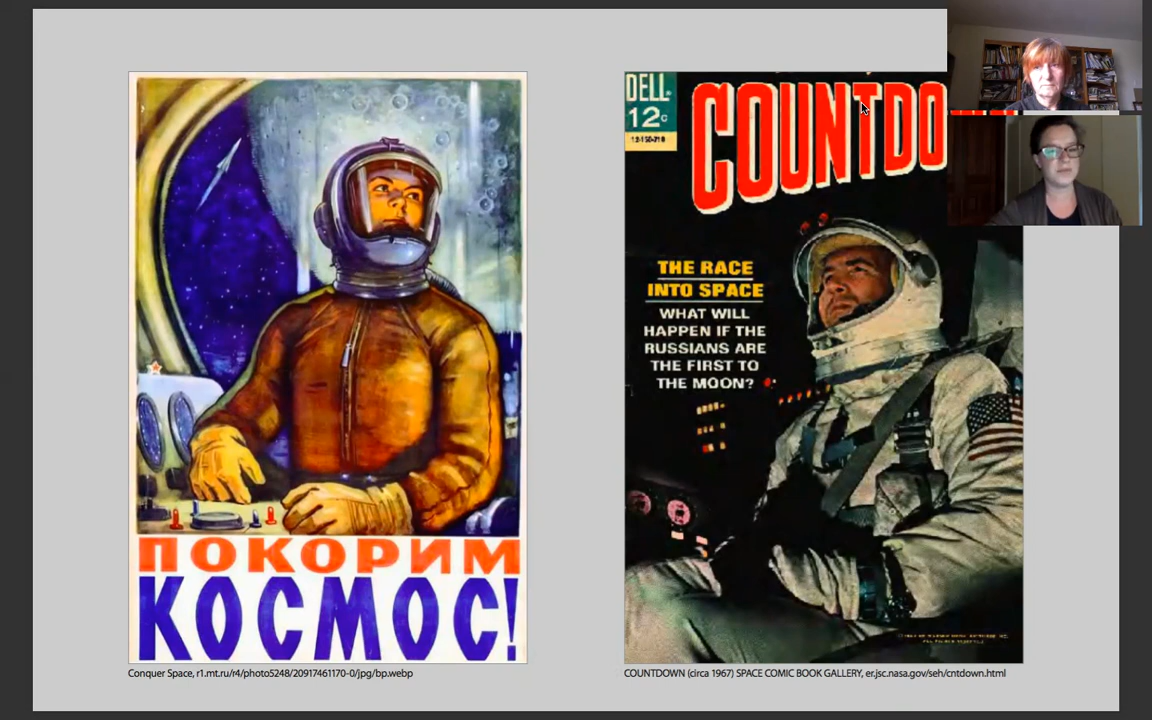 ПОКОРИМ
КОСМОС!
Conquer Space, r1.mt.ru/r4/photo5248/20917461170-0/jpg/bp.webp
DELL
12c
COUNTDO
THE RACE
INTO SPACE
WHAT WILL
HAPPEN IF THE
RUSSIANS ARE
THE FIRST TO
THE MOON?
COUNTDOWN (circa 1967) SPACE COMIC BOOK GALLERY, er.jsc.nasa.gov/seh/cntdown.html